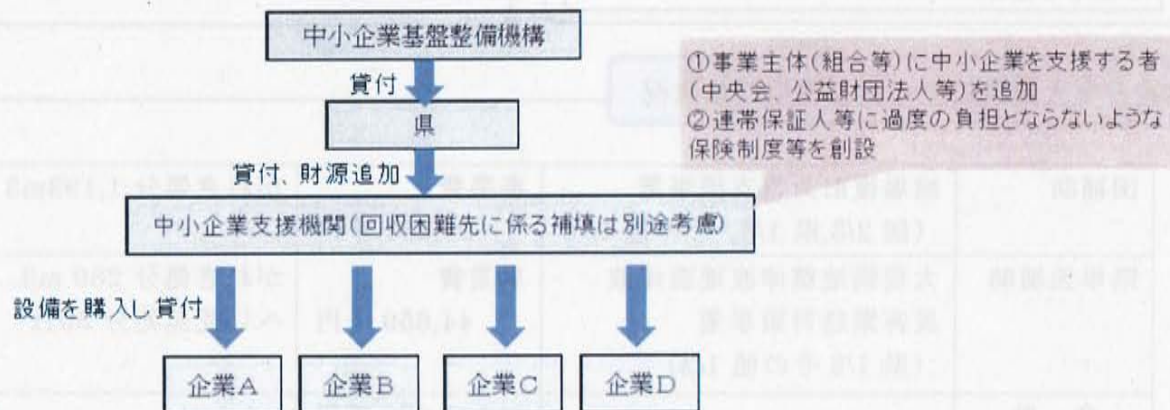 中小企業基盤整備機構
貸付
県
①事業主体(組合等)に中小企業を支援する者
(中央会、公益財団法人等)を追加
②連帯保証人等に過度の負担とならないような
保険制度等を創設
貸付、財源追加
中小企業支援機関(回収困難先に係る補填は別途考慮)
設備を購入し貸付
企業A
企業B
企業C
企業D